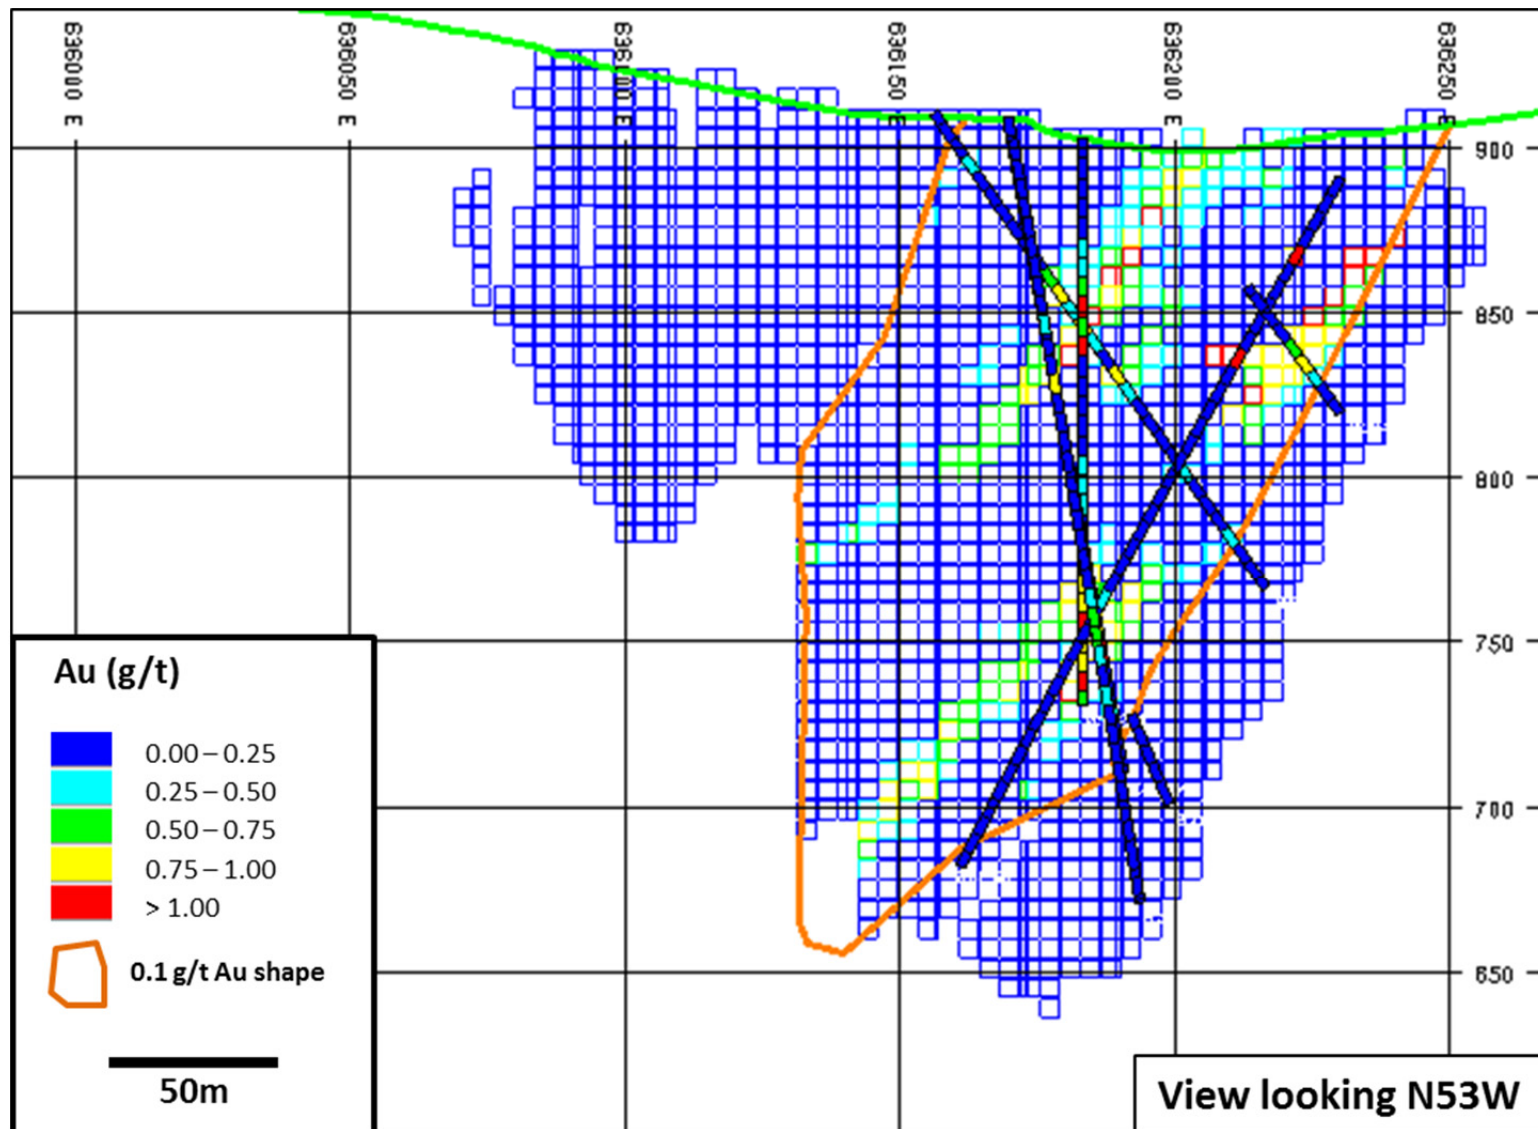 636000 E
636050 E
636100 E
636150 E
636200 E
636250 E
900
850
800
750
700
650
Au (g/t)
0.00 – 0.25
0.25 – 0.50
0.50 – 0.75
0.75 – 1.00
> 1.00
0.1 g/t Au shape
50m
View looking N53W